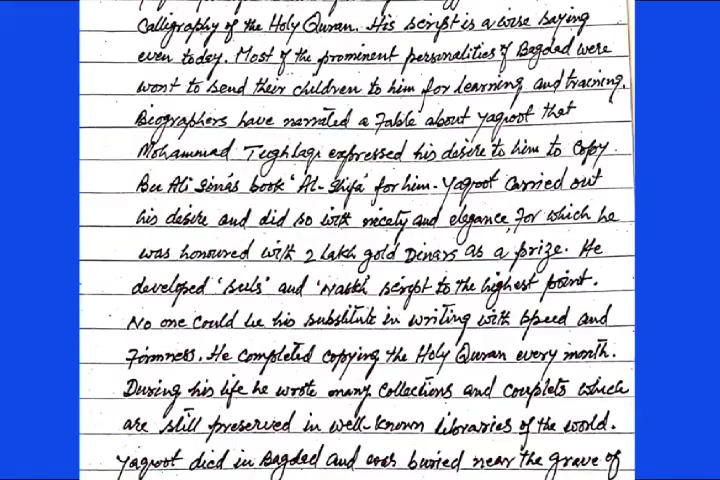 Calligraphy of the Holy Quran. His script is a wise saying
even today. Most of the prominent personalities of Bagdad were
wont to send their children to him for learning and training.
Biographers have narrated a Fable about Yaqoot that
Mohammad Tughlaq expressed his desire to him to Copy
Bu Ali Sina's book 'Al-Shifa' for him. Yaqoot Carried out
his desire and did so with nicety and elegance, For which he
was honoured with 2 Lakh gold Dinars as a prize. He
developed 'Suls' and 'Naskh' script to the highest point.
No one could be his substitute in writing with speed and
Firmness. He completed copying the Holy Quran every month.
During his life he wrote many Collections and Couplets which
are still preserved in well-known libraries of the world.
Yaqoot died in Bagdad and was buried near the grave of